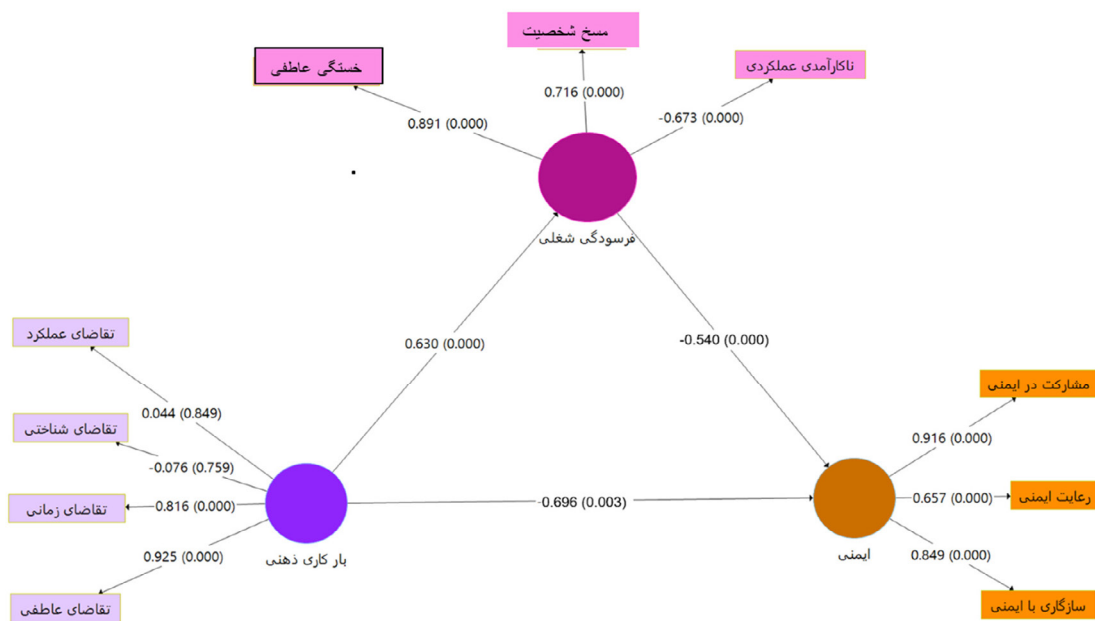 مسخ شخصیت
خستگی عاطفی
ناکارآمدی عملکردی
0.716 (0.000)
0.891 (0.000)
-0.673 (0.000)
فرسودگی شغلی
تقاضای عملکرد
0.630 (0.000)
-0.540 (0.000)
مشارکت در ایمنی
0.044 (0.849)
تقاضای شناختی
0.916 (0.000)
-0.076 (0.759)
تقاضای زمانی
0.816 (0.000)
-0.696 (0.003)
0.657 (0.000)
رعایت ایمنی
0.925 (0.000)
بار کاری ذهنی
ایمنی
0.849 (0.000)
تقاضای عاطفی
سازگاری با ایمنی